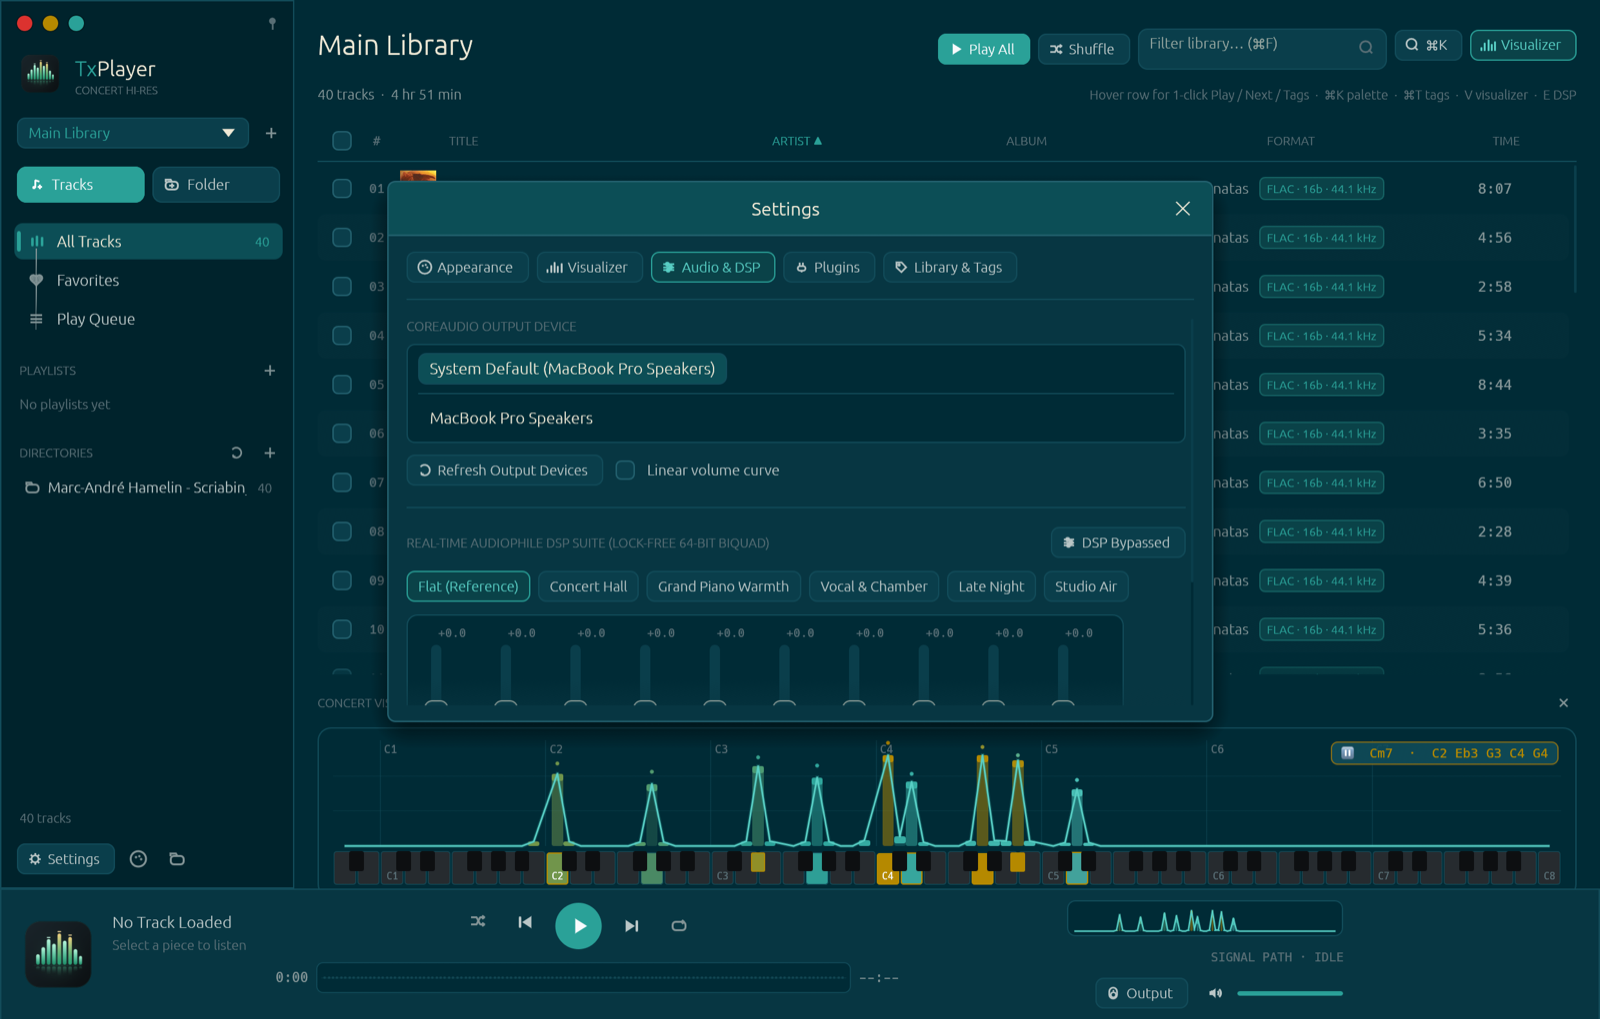 TxPlayer
CONCERT HI-RES
Main Library
Tracks
Folder
All Tracks 40
Favorites
Play Queue
PLAYLISTS
No playlists yet
DIRECTORIES
Marc-André Hamelin - Scriabin 40
40 tracks
Settings
Main Library
Play All
Shuffle
Filter library... (⌘F)
⌘K
Visualizer
40 tracks · 4 hr 51 min
Hover row for 1-click Play / Next / Tags · ⌘K palette · ⌘T tags · V visualizer · E DSP
# TITLE ARTIST ▲ ALBUM FORMAT TIME
01 natas FLAC · 16b · 44.1 kHz 8:07
02 natas FLAC · 16b · 44.1 kHz 4:56
03 natas FLAC · 16b · 44.1 kHz 2:58
04 natas FLAC · 16b · 44.1 kHz 5:34
05 natas FLAC · 16b · 44.1 kHz 8:44
06 natas FLAC · 16b · 44.1 kHz 3:35
07 natas FLAC · 16b · 44.1 kHz 6:50
08 natas FLAC · 16b · 44.1 kHz 2:28
09 natas FLAC · 16b · 44.1 kHz 4:39
10 natas FLAC · 16b · 44.1 kHz 5:36
Settings
Appearance
Visualizer
Audio & DSP
Plugins
Library & Tags
COREAUDIO OUTPUT DEVICE
System Default (MacBook Pro Speakers)
MacBook Pro Speakers
Refresh Output Devices
Linear volume curve
REAL-TIME AUDIOPHILE DSP SUITE (LOCK-FREE 64-BIT BIQUAD)
DSP Bypassed
Flat (Reference)
Concert Hall
Grand Piano Warmth
Vocal & Chamber
Late Night
Studio Air
+0.0 +0.0 +0.0 +0.0 +0.0 +0.0 +0.0 +0.0 +0.0 +0.0
CONCERT VI
C1 C2 C3 C4 C5 C6
Cm7 · C2 Eb3 G3 C4 G4
C1 C2 C3 C4 C5 C6 C7 C8
No Track Loaded
Select a piece to listen
0:00
--:--
SIGNAL PATH · IDLE
Output